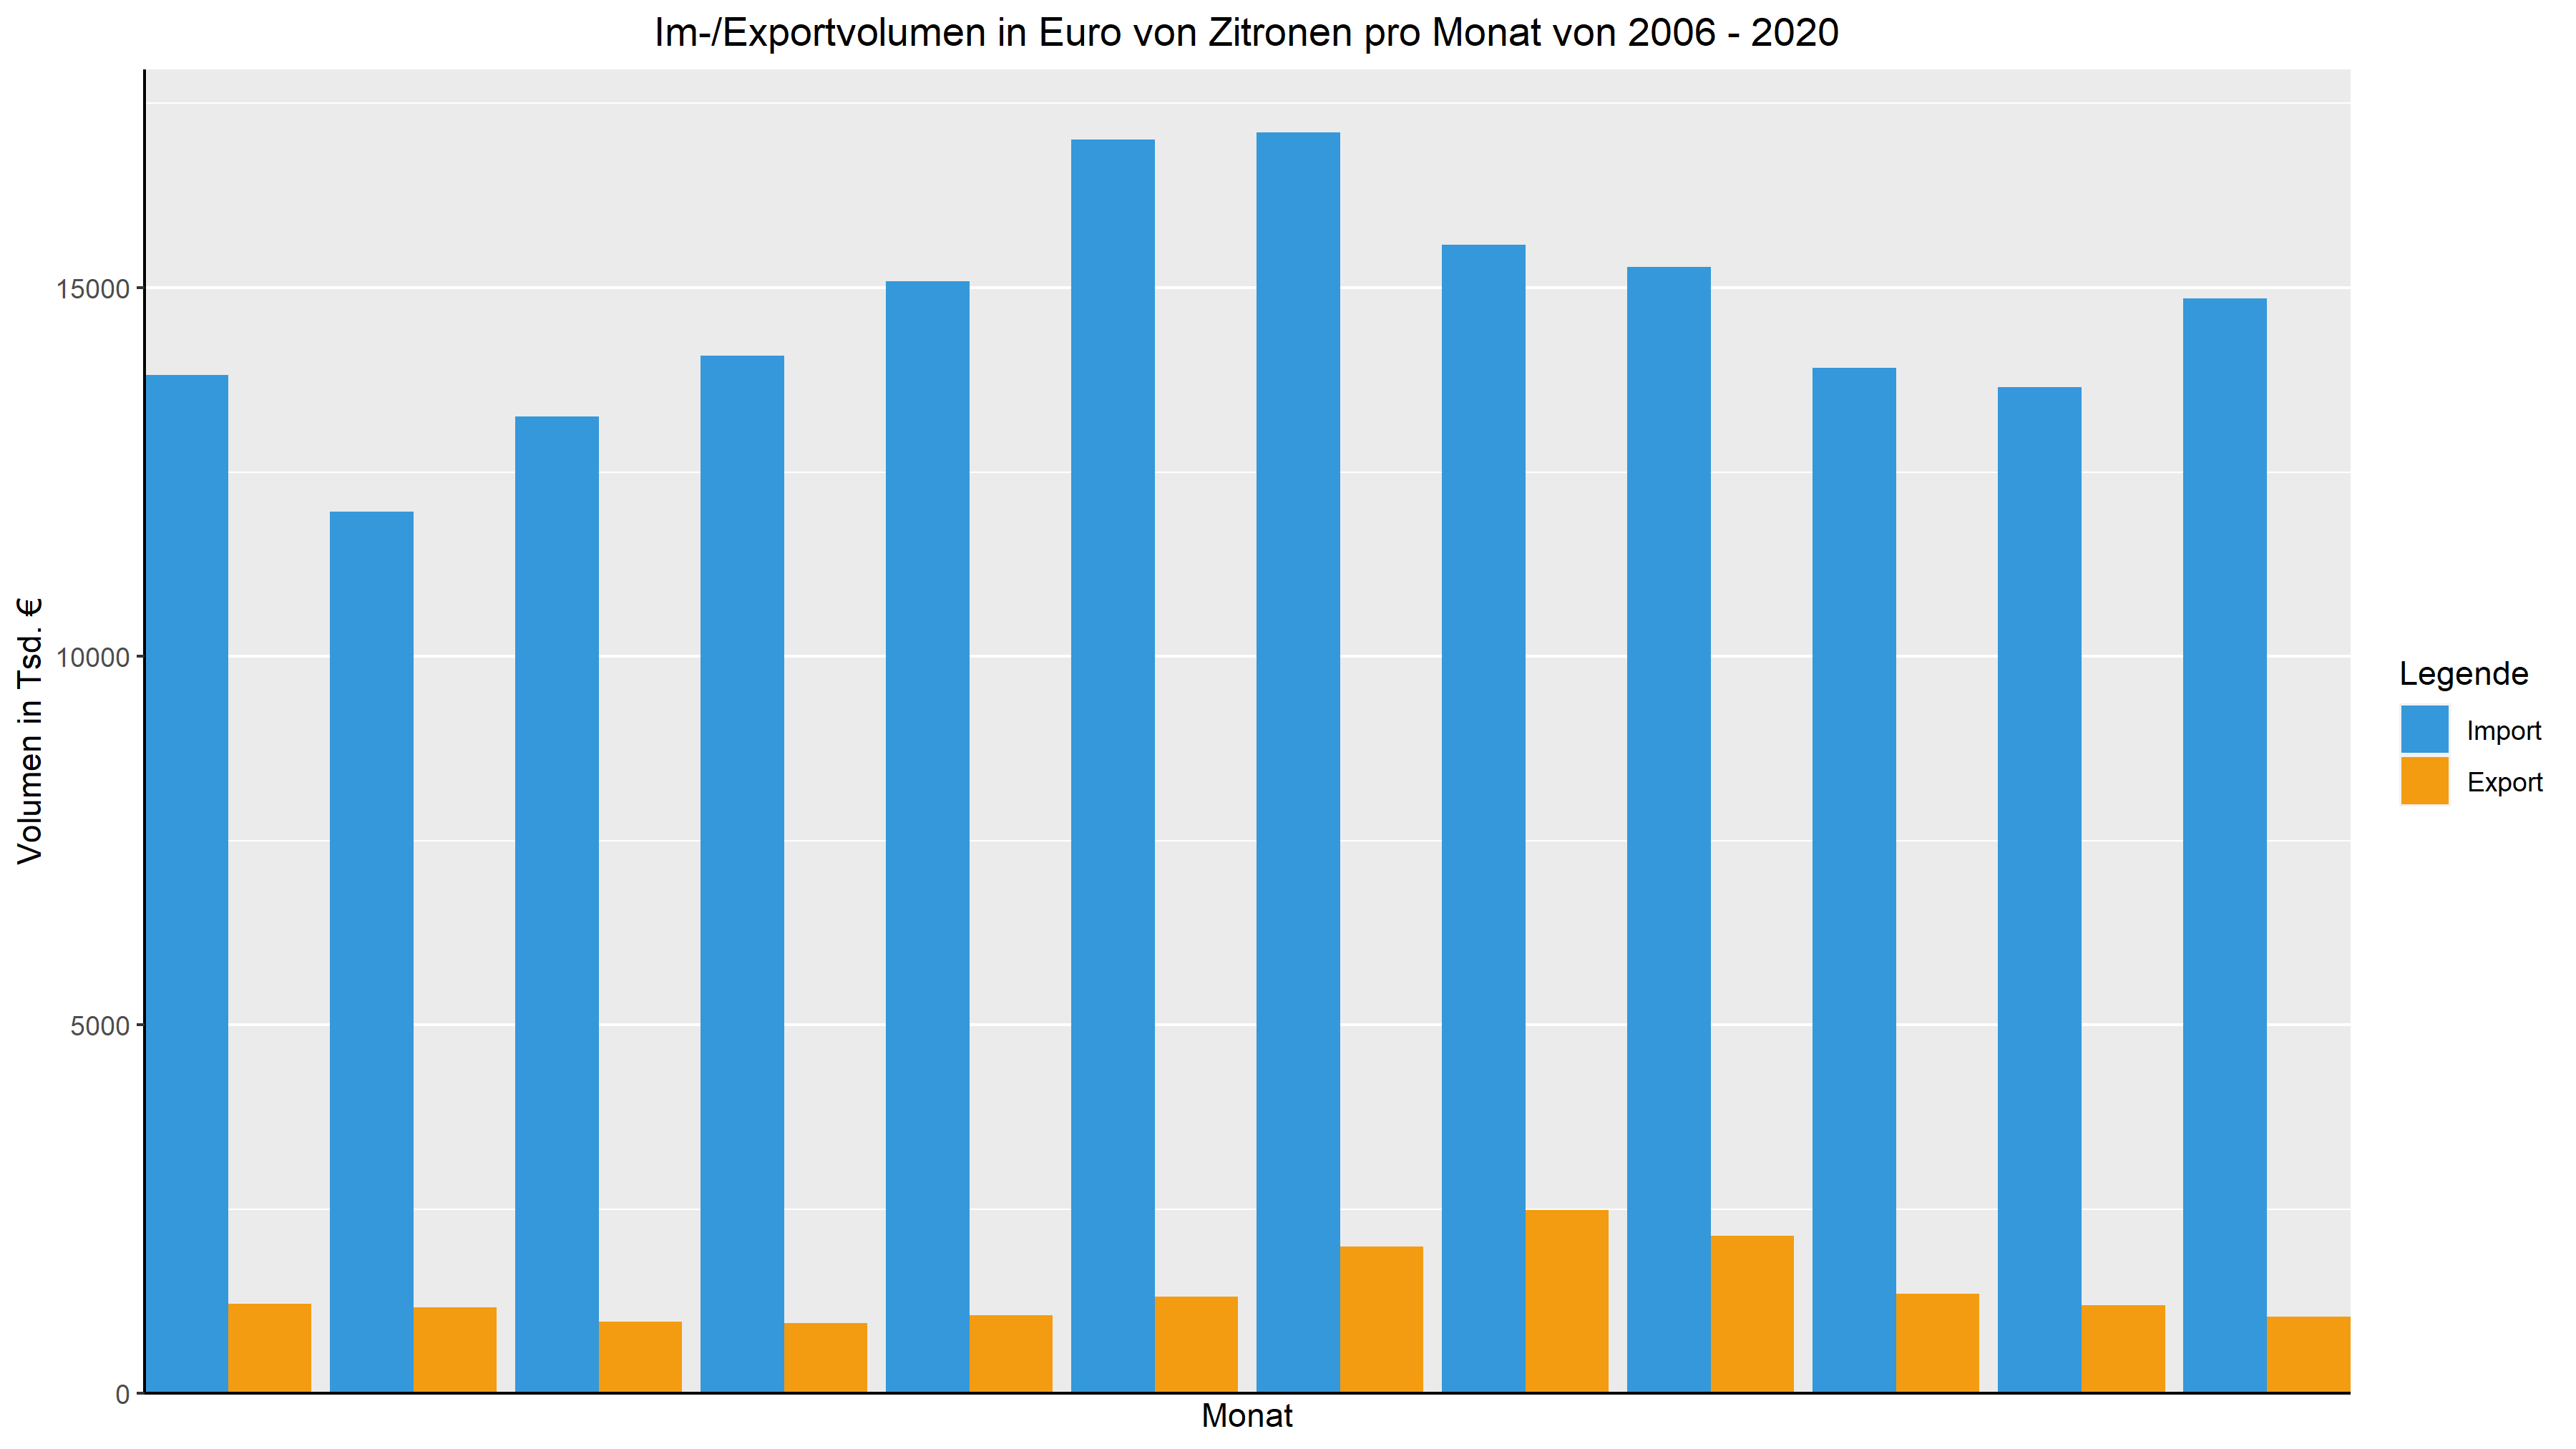 Im-/Exportvolumen in Euro von Zitronen pro Monat von 2006 - 2020
Volumen in Tsd. €
15000
10000
5000
0
Monat
Legende
Import
Export